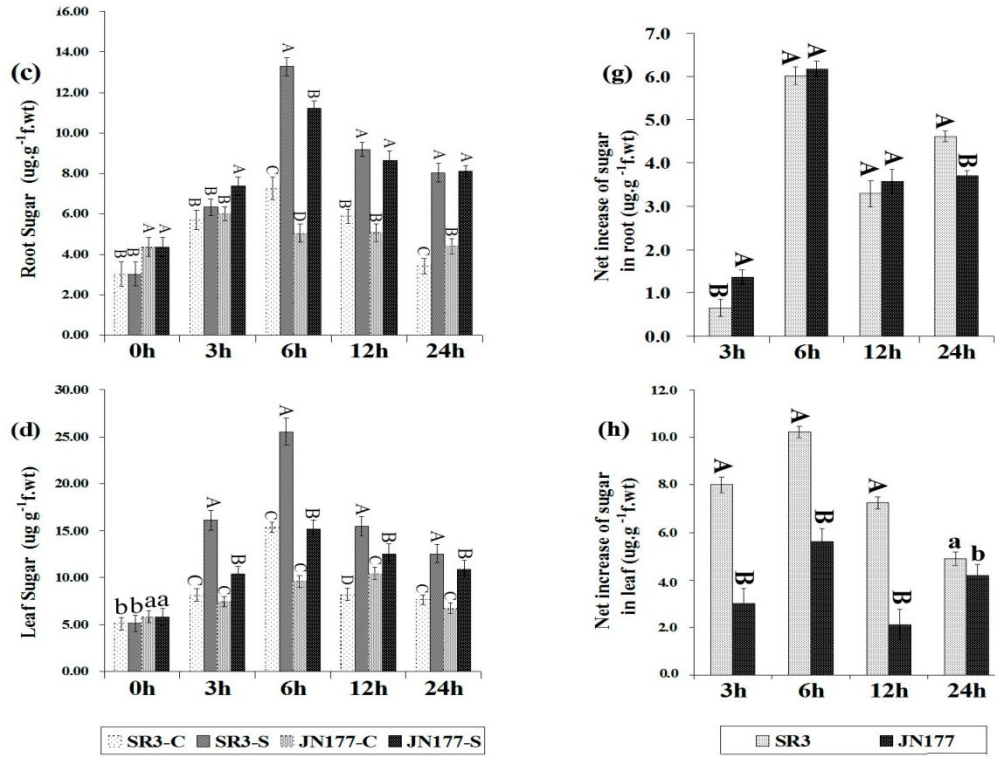 (c)
Root Sugar (ug.g⁻¹f.wt)
16.00
14.00
12.00
10.00
8.00
6.00
4.00
2.00
0.00
B B A A
B B B A
C A D B
B A B A
C A B A
0h 3h 6h 12h 24h
(g)
Net incease of sugar
in root (ug.g⁻¹f.wt)
7.0
6.0
5.0
4.0
3.0
2.0
1.0
0.0
B A
A A
A A
A B
3h 6h 12h 24h
(d)
Leaf Sugar (ug g⁻¹f.wt)
30.00
25.00
20.00
15.00
10.00
5.00
0.00
b b a a
C A C B
C A C B
D A C B
C A C B
0h 3h 6h 12h 24h
SR3-C SR3-S JN177-C JN177-S
(h)
Net increase of sugar
in leaf (ug.g⁻¹f.wt)
12.0
10.0
8.0
6.0
4.0
2.0
0.0
A B
A B
A B
a b
3h 6h 12h 24h
SR3 JN177